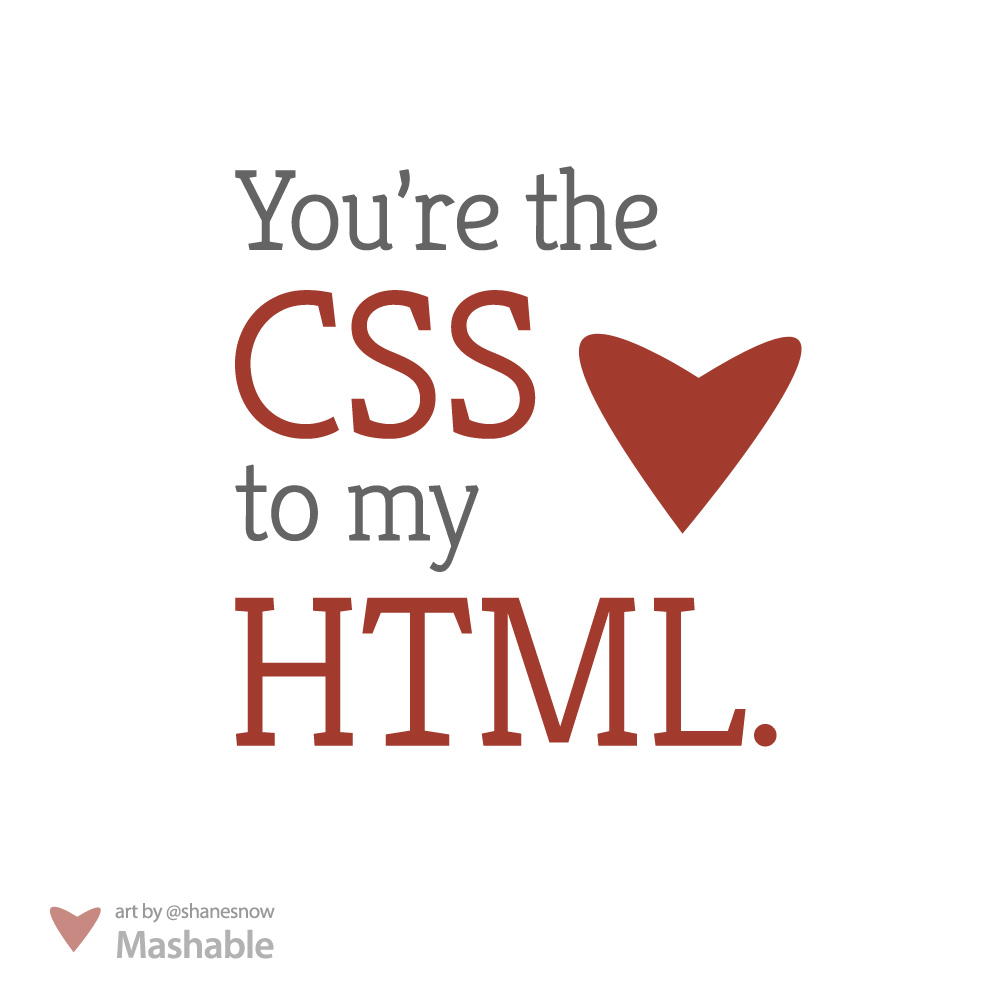 You’re the
CSS
to my
HTML.
art by @shanesnow
Mashable